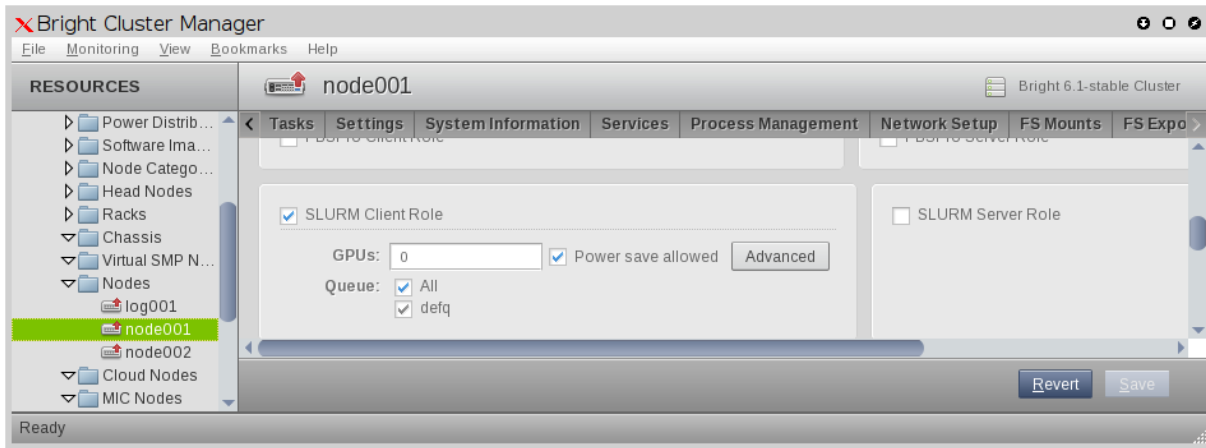 Bright Cluster Manager
File Monitoring View Bookmarks Help
RESOURCES
node001
Bright 6.1-stable Cluster
Tasks Settings System Information Services Process Management Network Setup FS Mounts FS Expo
Power Distrib...
Software Ima...
Node Catego...
Head Nodes
Racks
Chassis
Virtual SMP N...
Nodes
log001
node001
node002
Cloud Nodes
MIC Nodes
SLURM Client Role
GPUs: 0 Power save allowed Advanced
Queue: All
defq
SLURM Server Role
Revert Save
Ready